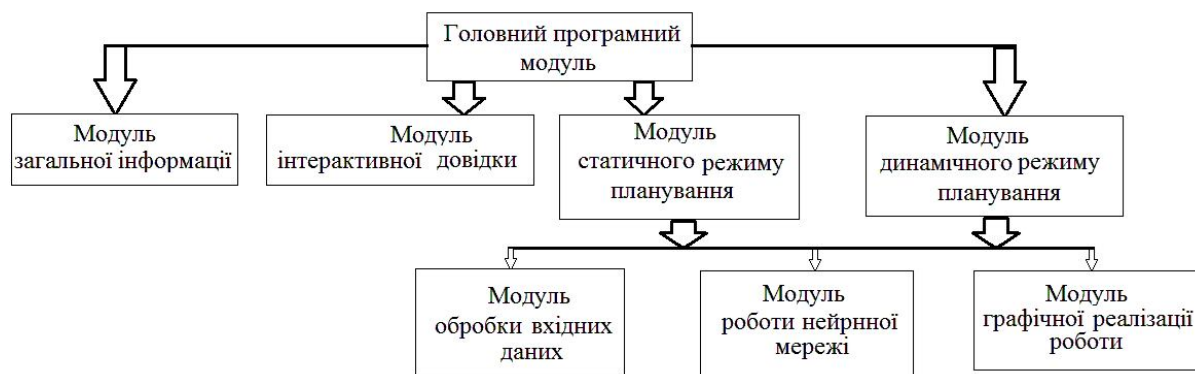 Головний програмний
модуль
Модуль
загальної інформації
Модуль
інтерактивної довідки
Модуль
статичного режиму
планування
Модуль
динамічного режиму
планування
Модуль
обробки вхідних
даних
Модуль
роботи нейрнної
мережі
Модуль
графічної реалізації
роботи